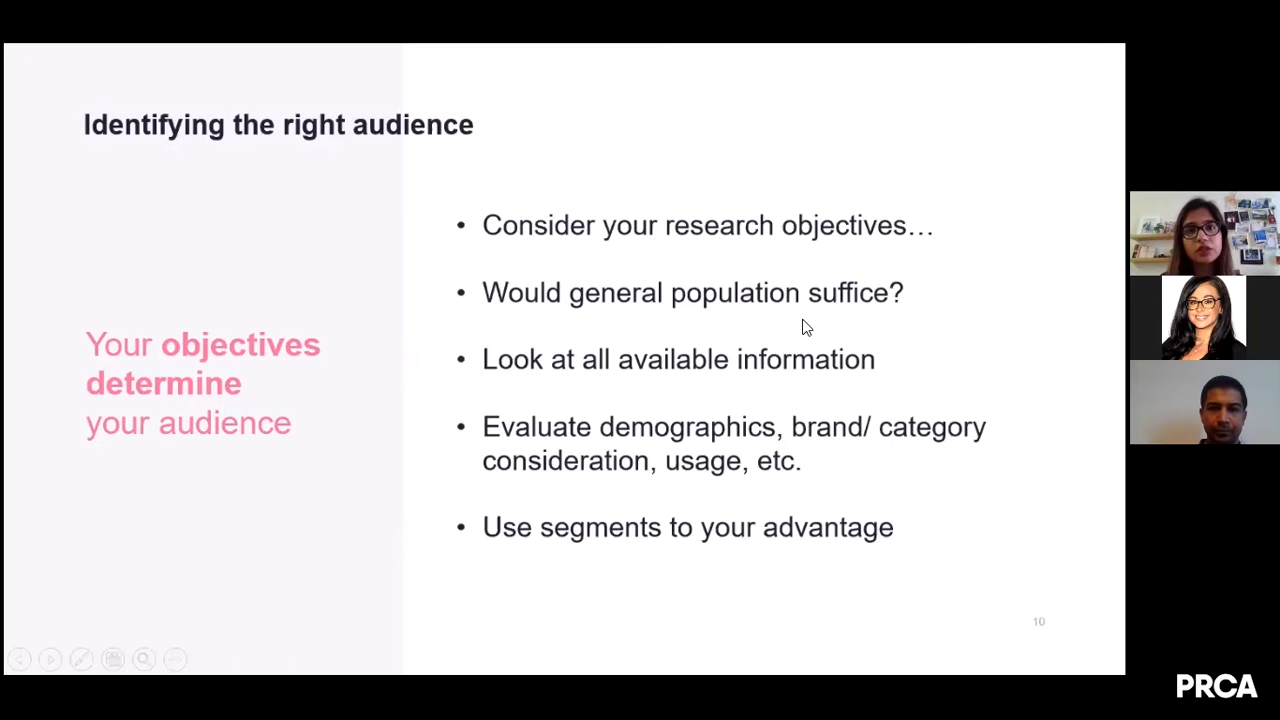 Identifying the right audience
Your objectives
determine
your audience
• Consider your research objectives…
• Would general population suffice?
• Look at all available information
• Evaluate demographics, brand/ category
consideration, usage, etc.
• Use segments to your advantage
10
PRCA